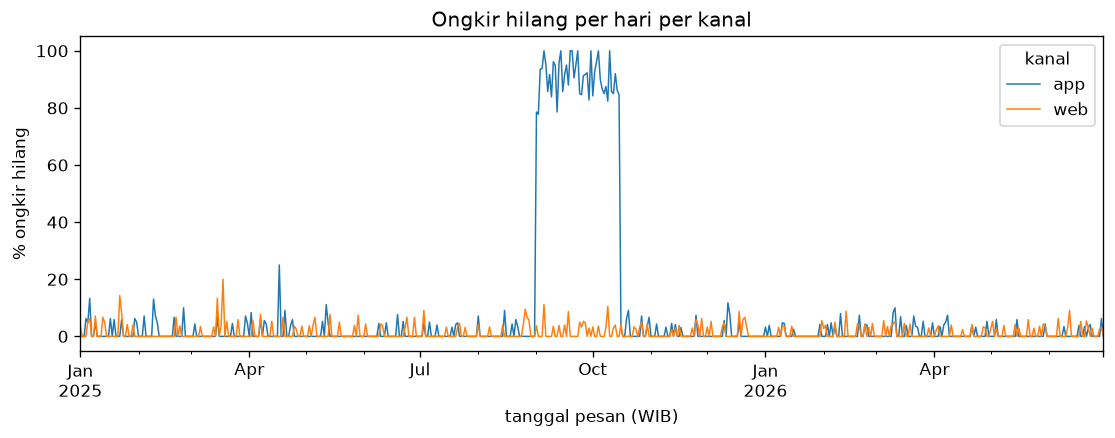 Ongkir hilang per hari per kanal
% ongkir hilang
100
80
60
40
20
0
kanal
app
web
Jan
2025
Apr
Jul
Oct
Jan
2026
Apr
tanggal pesan (WIB)